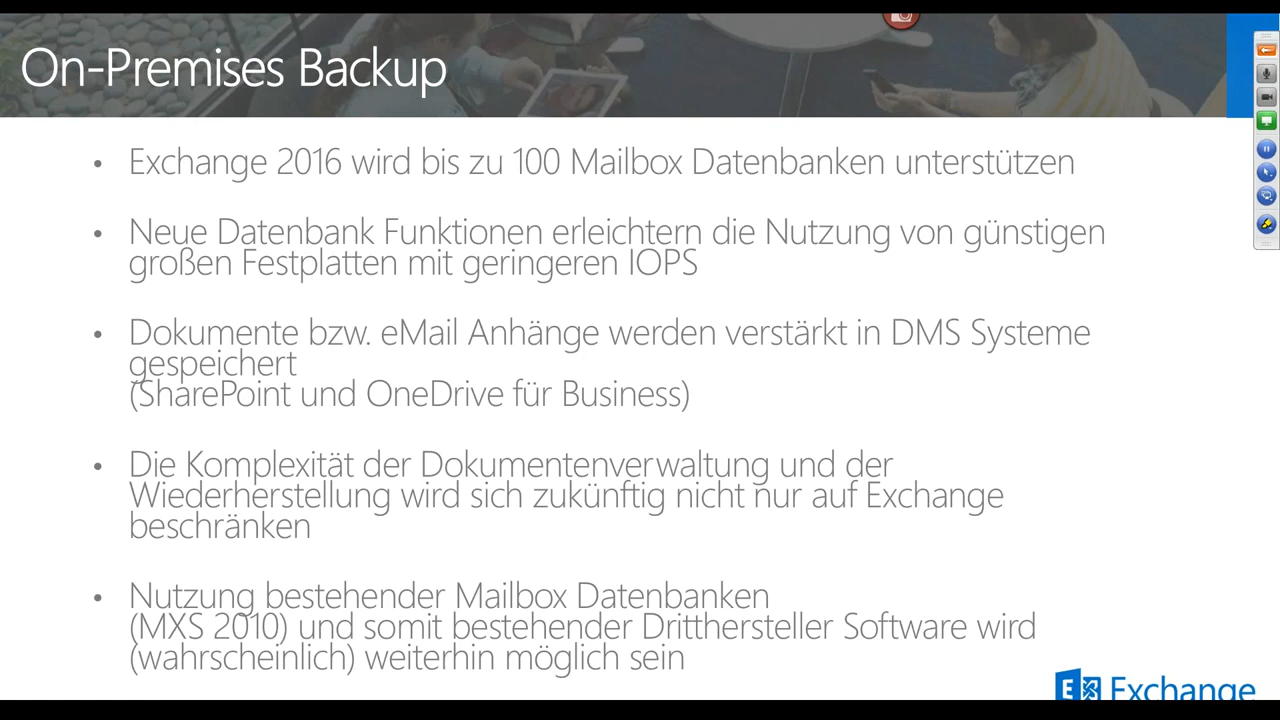 On-Premises Backup
• Exchange 2016 wird bis zu 100 Mailbox Datenbanken unterstützen
• Neue Datenbank Funktionen erleichtern die Nutzung von günstigen
großen Festplatten mit geringeren IOPS
• Dokumente bzw. eMail Anhänge werden verstärkt in DMS Systeme
gespeichert
(SharePoint und OneDrive für Business)
• Die Komplexität der Dokumentenverwaltung und der
Wiederherstellung wird sich zukünftig nicht nur auf Exchange
beschränken
• Nutzung bestehender Mailbox Datenbanken
(MXS 2010) und somit bestehender Dritthersteller Software wird
(wahrscheinlich) weiterhin möglich sein
Exchange